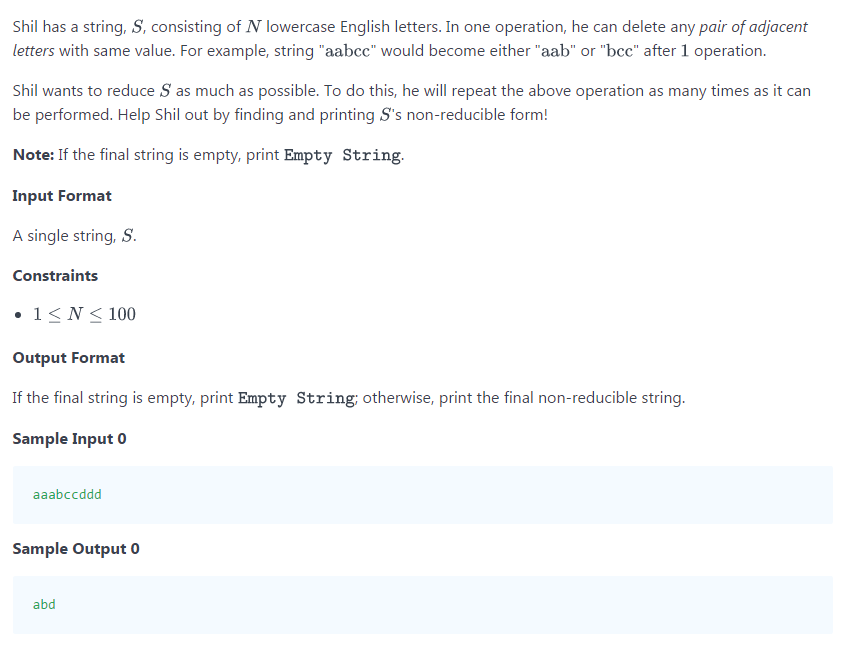 Shil has a string, S, consisting of N lowercase English letters. In one operation, he can delete any pair of adjacent
letters with same value. For example, string "aabcc" would become either "aab" or "bcc" after 1 operation.
Shil wants to reduce S as much as possible. To do this, he will repeat the above operation as many times as it can
be performed. Help Shil out by finding and printing S's non-reducible form!
Note: If the final string is empty, print Empty String.
Input Format
A single string, S.
Constraints
• 1 ≤ N ≤ 100
Output Format
If the final string is empty, print Empty String; otherwise, print the final non-reducible string.
Sample Input 0
aaabccddd
Sample Output 0
abd